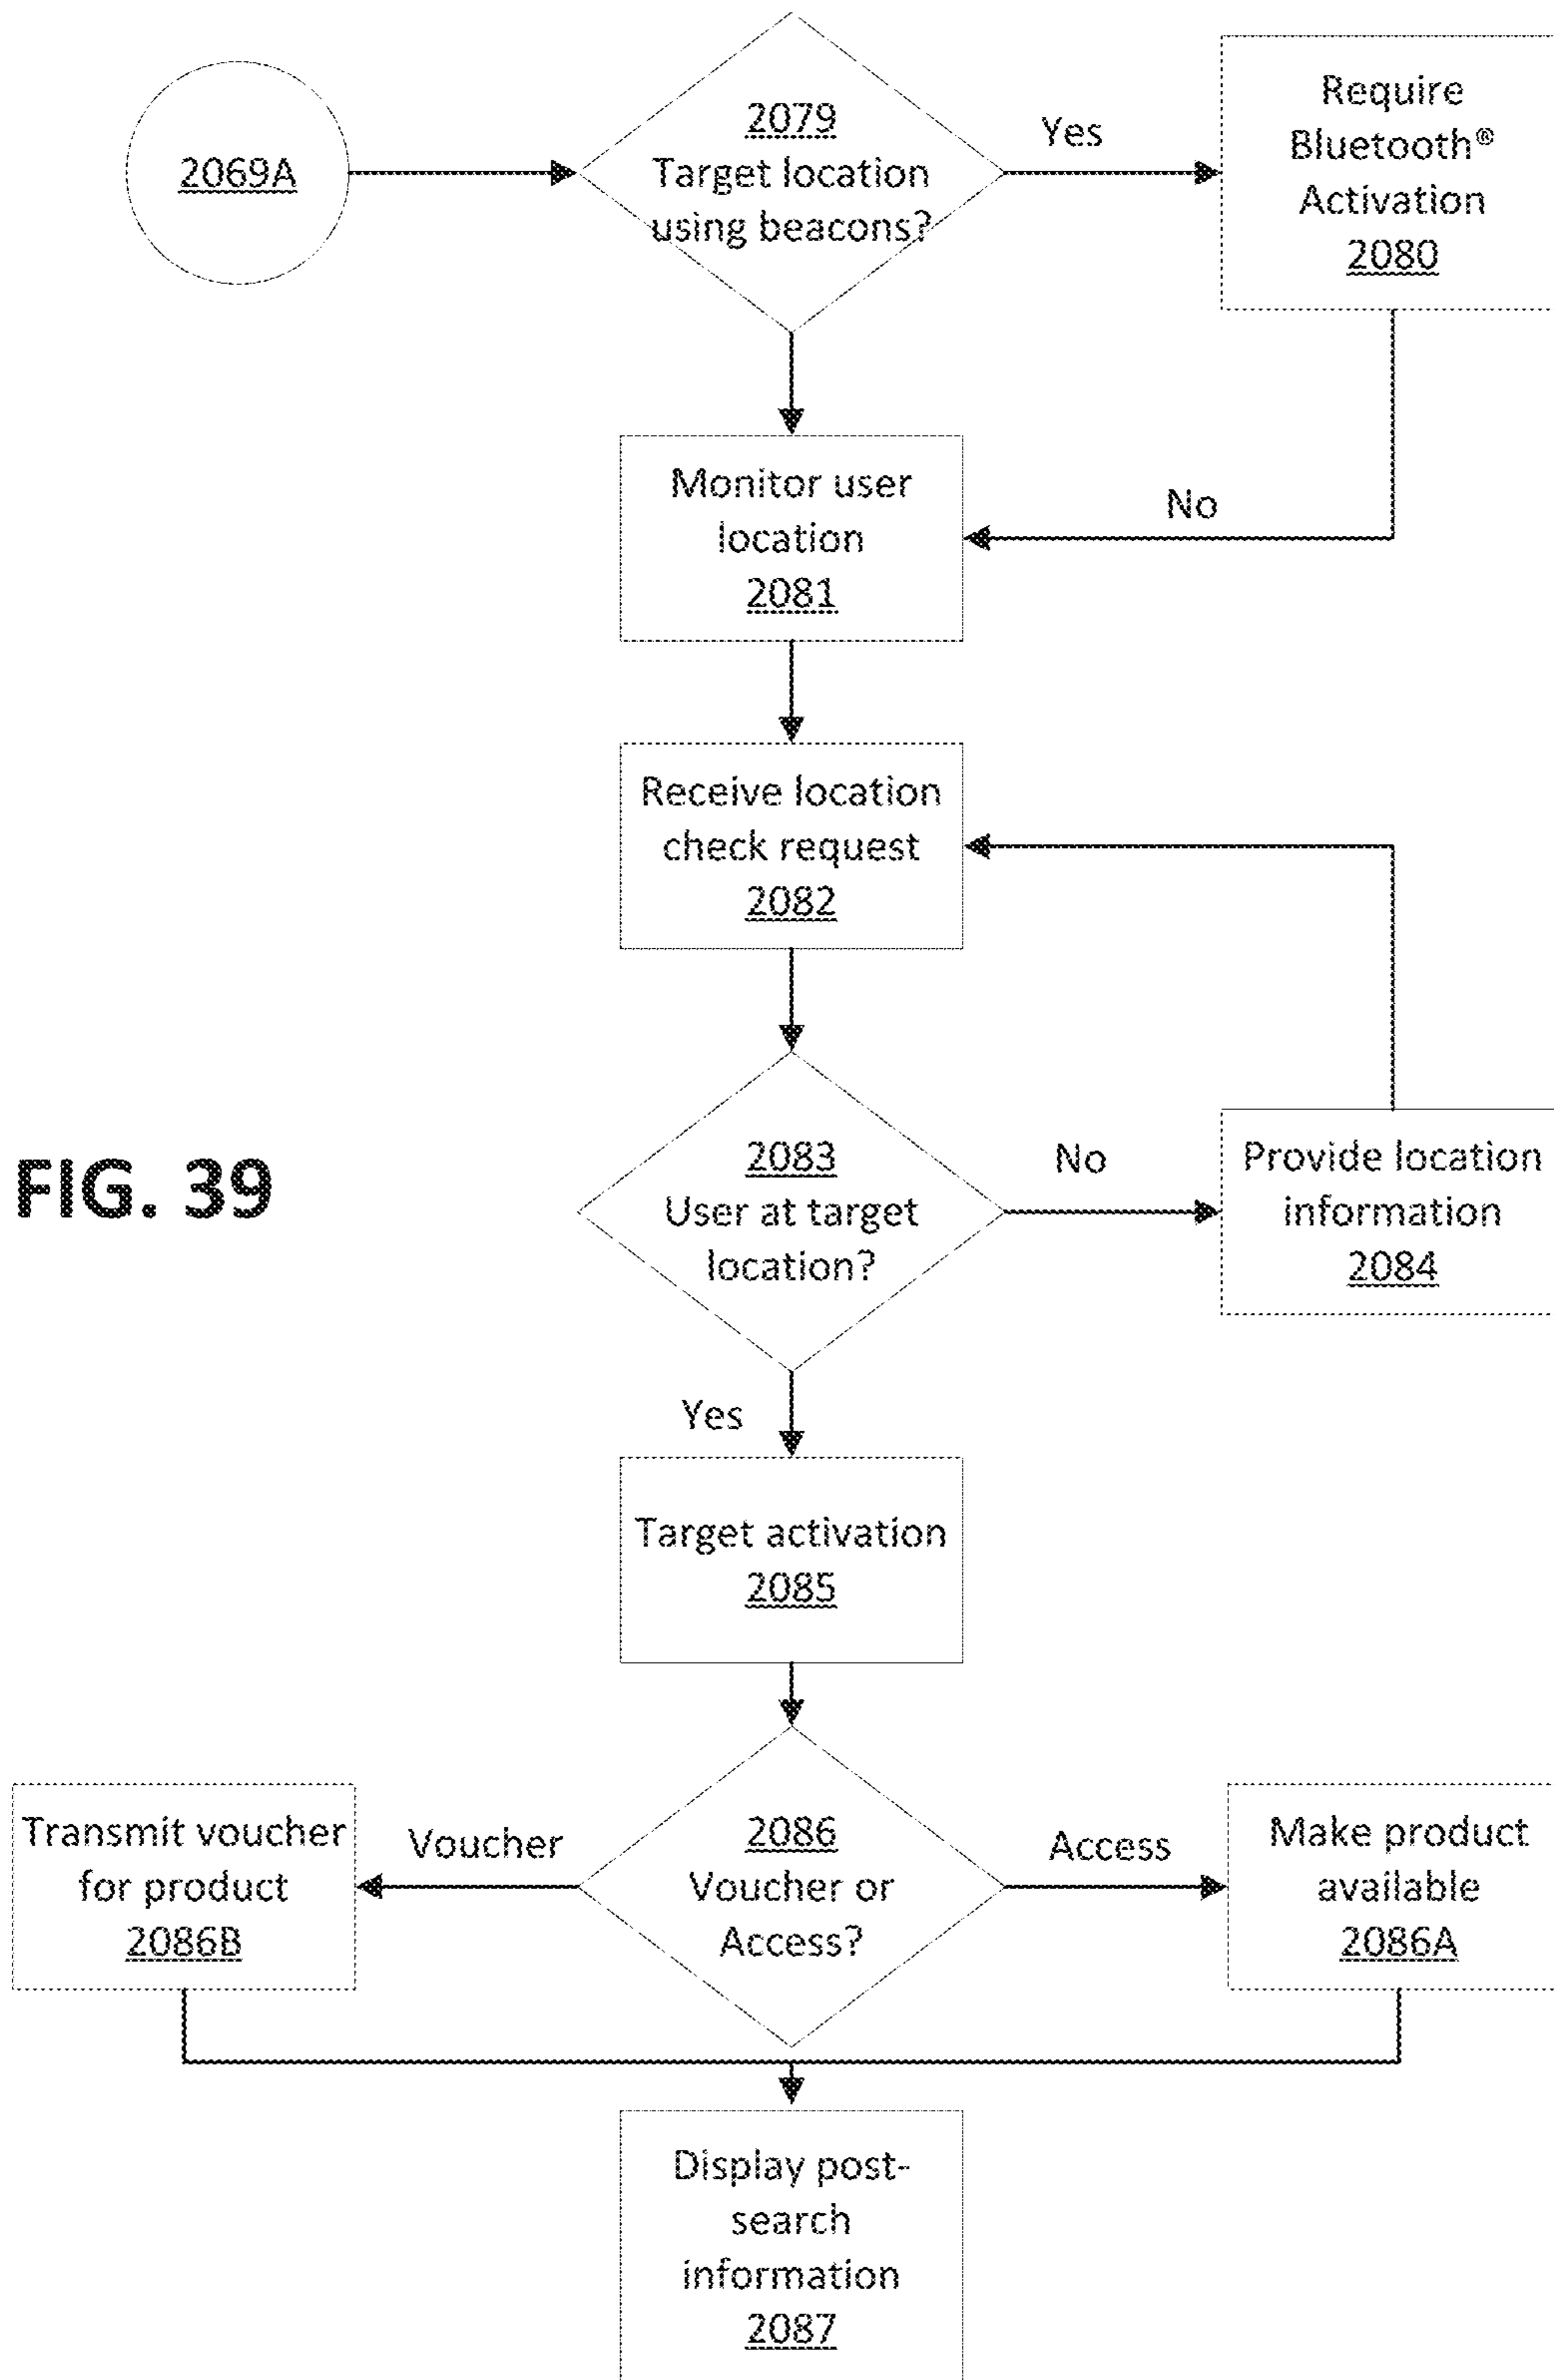 2069A
2079
Target location
using beacons?
Yes
Require
Bluetooth®
Activation
2080
Monitor user
location
2081
No
Receive location
check request
2082
FIG. 39
2083
User at target
location?
No
Provide location
information
2084
Yes
Target activation
2085
Transmit voucher
for product
2086B
Voucher
2086
Voucher or
Access?
Access
Make product
available
2086A
Display post-
search
information
2087